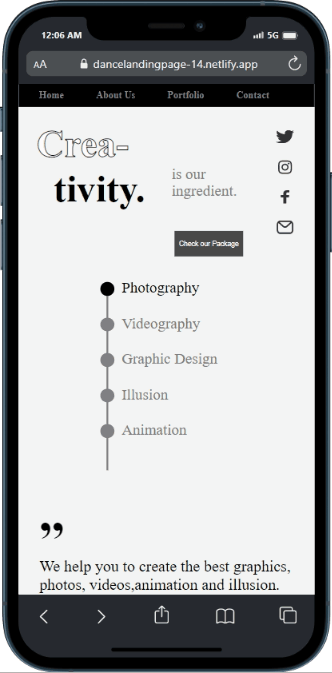 12:06 AM 5G
AA dancelandingpage-14.netlify.app
Home About Us Portfolio Contact
Crea-
tivity.
is our
ingredient.
Check our Package
Photography
Videography
Graphic Design
Illusion
Animation
”
We help you to create the best graphics,
photos, videos,animation and illusion.